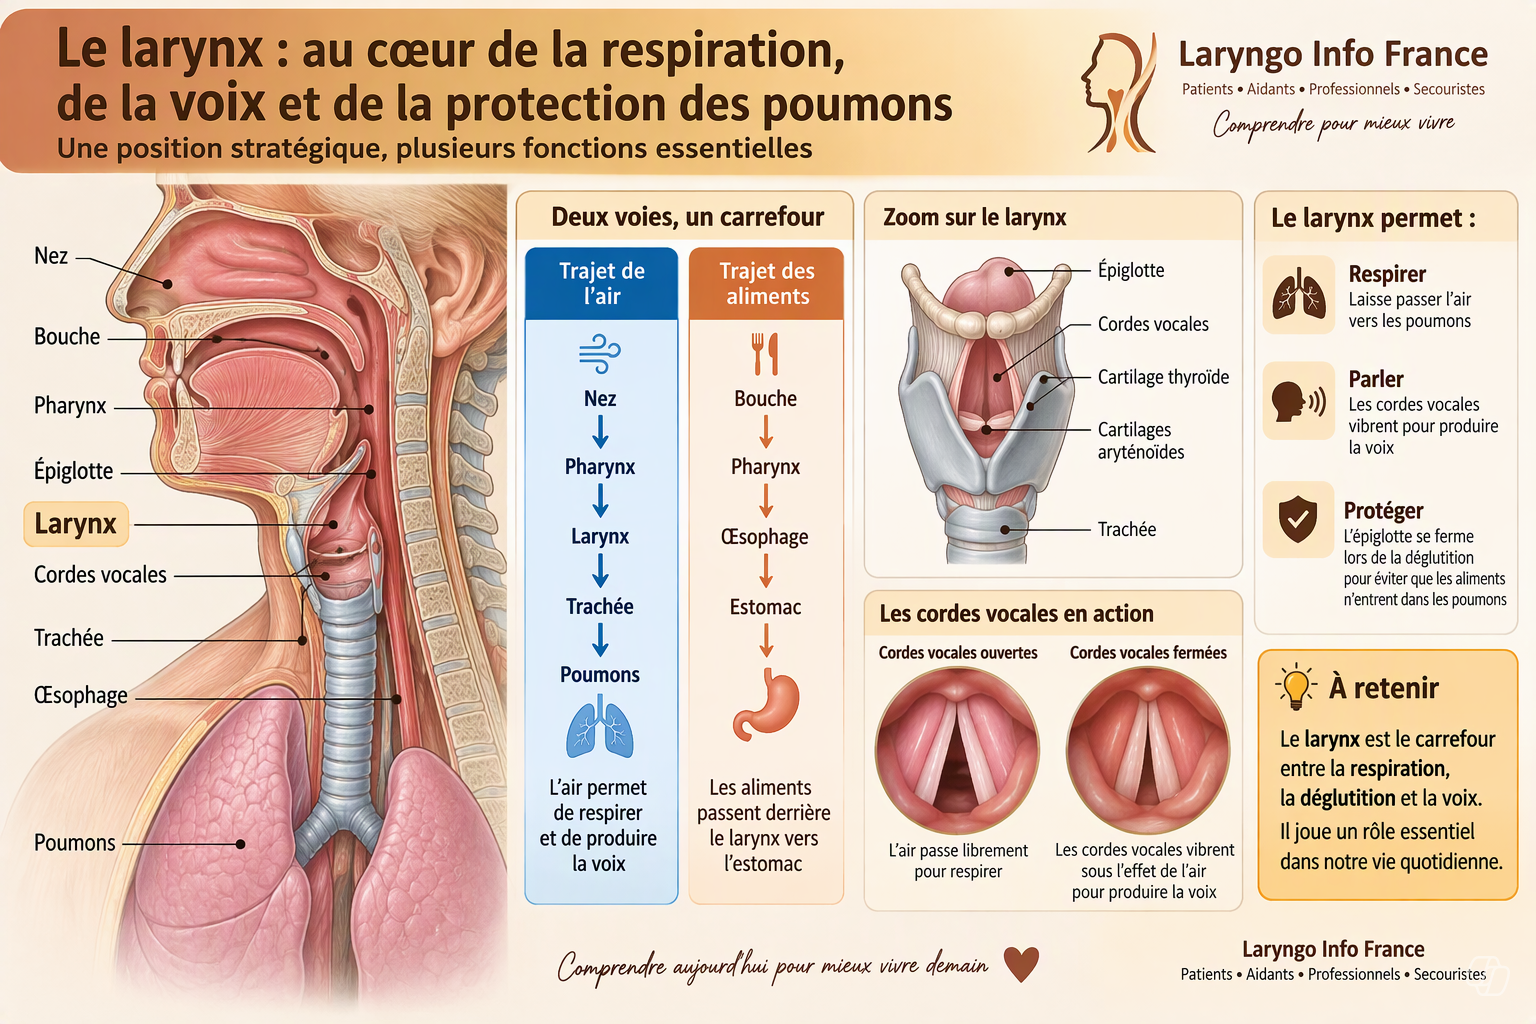 Le larynx : au cœur de la respiration,
de la voix et de la protection des poumons
Une position stratégique, plusieurs fonctions essentielles
Laryngo Info France
Patients • Aidants • Professionnels • Secouristes
Comprendre pour mieux vivre
Nez
Bouche
Pharynx
Épiglotte
Larynx
Cordes vocales
Trachée
Œsophage
Poumons
Deux voies, un carrefour
Trajet de
l'air
Nez
Pharynx
Larynx
Trachée
Poumons
L'air permet
de respirer
et de produire
la voix
Trajet des
aliments
Bouche
Pharynx
Œsophage
Estomac
Les aliments
passent derrière
le larynx vers
l'estomac
Zoom sur le larynx
Épiglotte
Cordes vocales
Cartilage thyroïde
Cartilages
aryténoïdes
Trachée
Les cordes vocales en action
Cordes vocales ouvertes
L'air passe librement
pour respirer
Cordes vocales fermées
Les cordes vocales vibrent
sous l'effet de l'air
pour produire la voix
Le larynx permet :
Respirer
Laisse passer l'air
vers les poumons
Parler
Les cordes vocales
vibrent pour produire
la voix
Protéger
L'épiglotte se ferme
lors de la déglutition
pour éviter que les aliments
n'entrent dans les poumons
À retenir
Le larynx est le carrefour
entre la respiration,
la déglutition et la voix.
Il joue un rôle essentiel
dans notre vie quotidienne.
Comprendre aujourd'hui pour mieux vivre demain
Laryngo Info France
Patients • Aidants • Professionnels • Secouristes